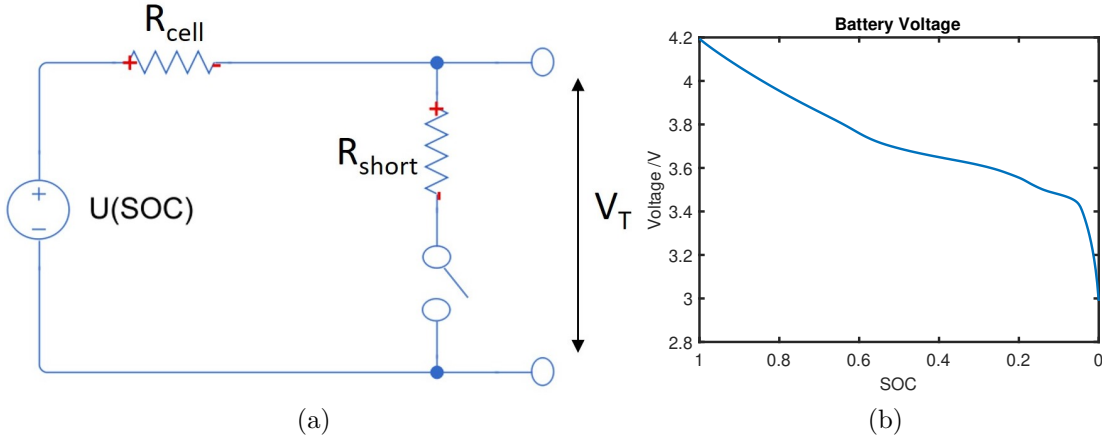 R_cell
+ -
+
R_short
-
+
−
U(SOC)
V_T
(a)
Battery Voltage
4.2
4
3.8
3.6
3.4
3.2
3
2.8
Voltage /V
1 0.8 0.6 0.4 0.2 0
SOC
(b)